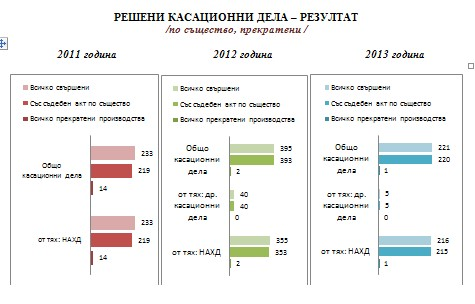 РЕШЕНИ КАСАЦИОННИ ДЕЛА – РЕЗУЛТАТ
/по същество, прекратени /
2011 година
2012 година
2013 година
Всичко свършени
Със съдебен акт по същество
Всичко прекратени производства
Общо
касационни дела
233
219
14
от тях: НАХД
233
219
14
Всичко свършени
Със съдебен акт по същество
Всичко прекратени производства
Общо
касационни
дела
395
393
2
от тях: др.
касационни
дела
40
40
0
от тях: НАХД
355
353
2
Всичко свършени
Със съдебен акт по същество
Всичко прекратени производства
Общо
касационни
дела
221
220
1
от тях: др.
касационни
дела
5
5
0
от тях: НАХД
216
215
1